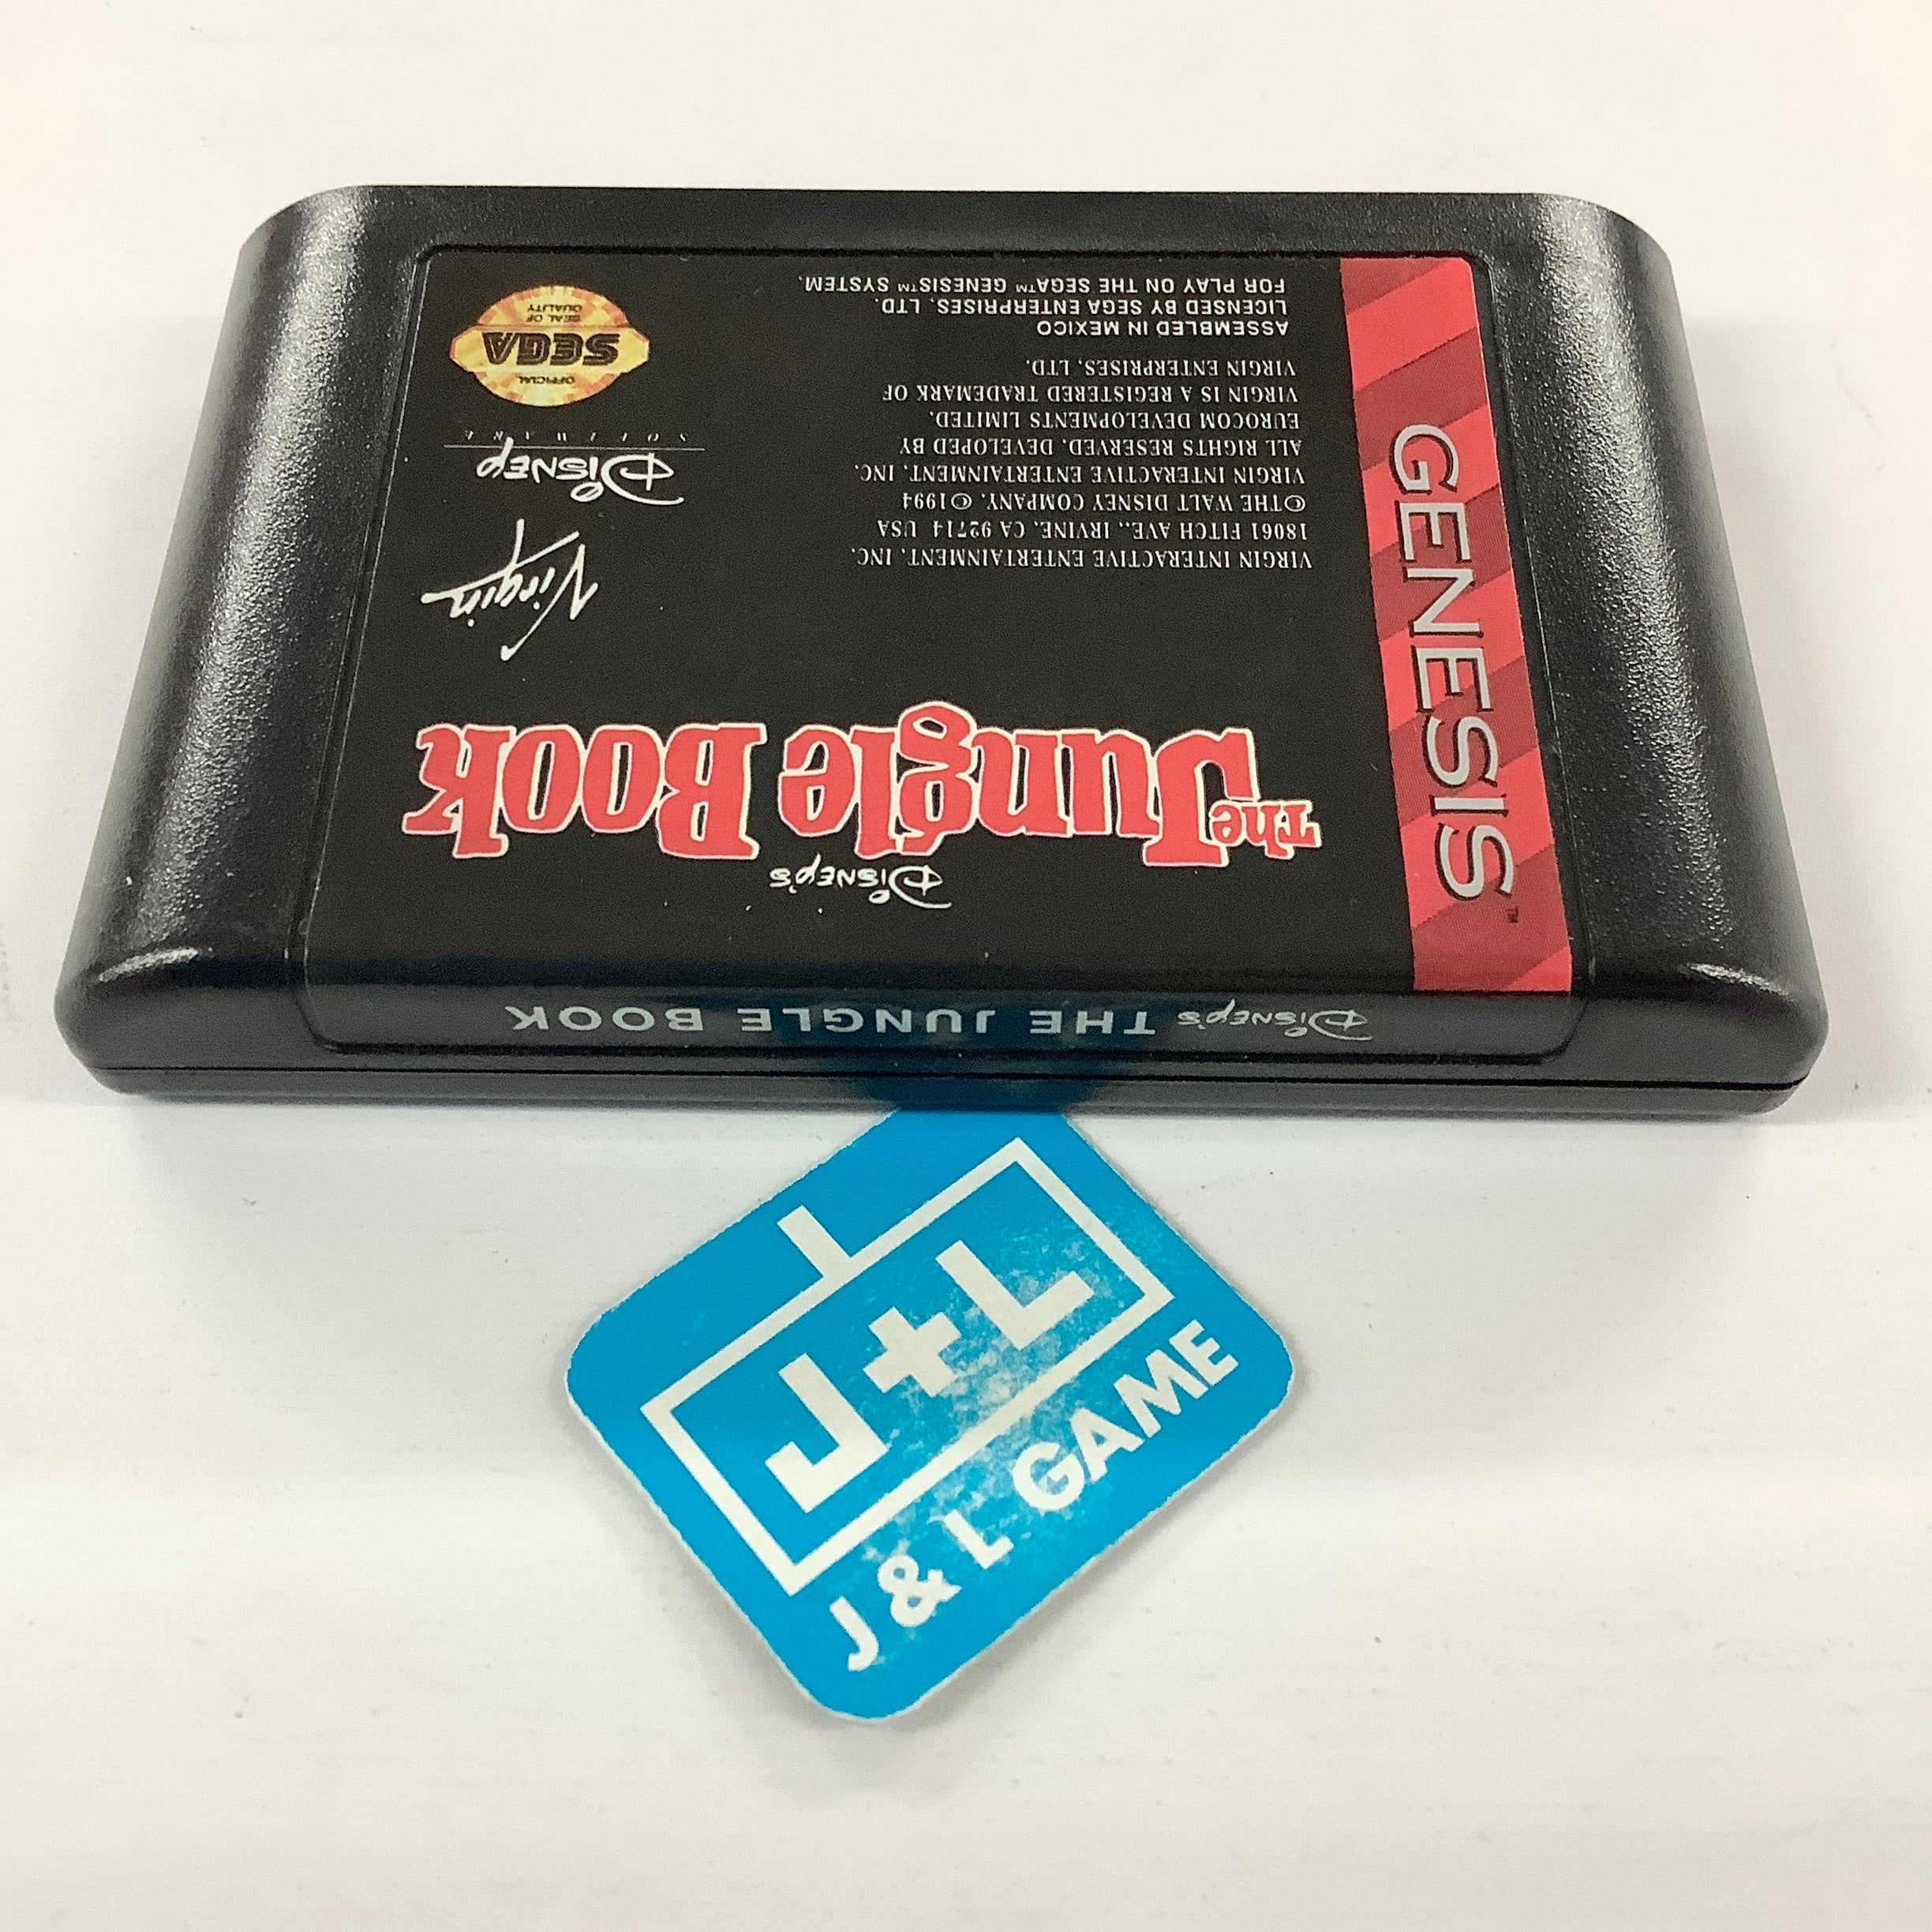 Disney's THE JUNGLE BOOK
GENESIS™
Disney's
The Jungle Book
VIRGIN INTERACTIVE ENTERTAINMENT, INC.
18061 FITCH AVE., IRVINE, CA 92714 USA
©THE WALT DISNEY COMPANY. ©1994
VIRGIN INTERACTIVE ENTERTAINMENT, INC.
ALL RIGHTS RESERVED. DEVELOPED BY
EUROCOM DEVELOPMENTS LIMITED.
VIRGIN IS A REGISTERED TRADEMARK OF
VIRGIN ENTERPRISES, LTD.
ASSEMBLED IN MEXICO
LICENSED BY SEGA ENTERPRISES, LTD.
FOR PLAY ON THE SEGA™ GENESIS™ SYSTEM.
Virgin
Disney
SOFTWARE
OFFICIAL
SEGA
SEAL OF
QUALITY
J+L
J & L GAME